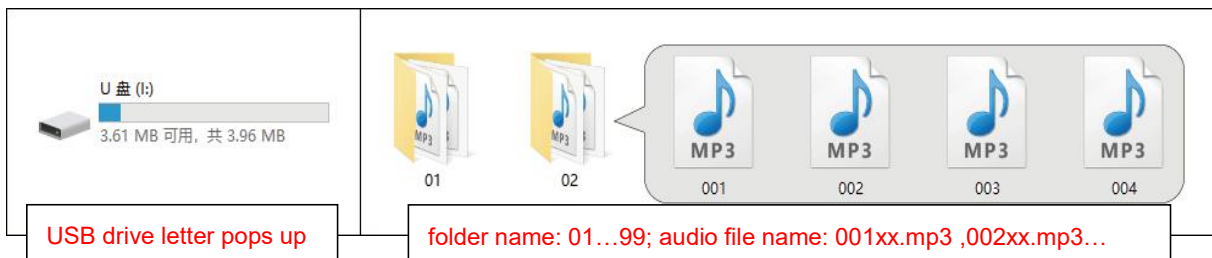 U 盘 (I:)
3.61 MB 可用, 共 3.96 MB
MP3
MP3
01
02
MP3
MP3
MP3
MP3
001
002
003
004
USB drive letter pops up
folder name: 01…99; audio file name: 001xx.mp3 ,002xx.mp3…